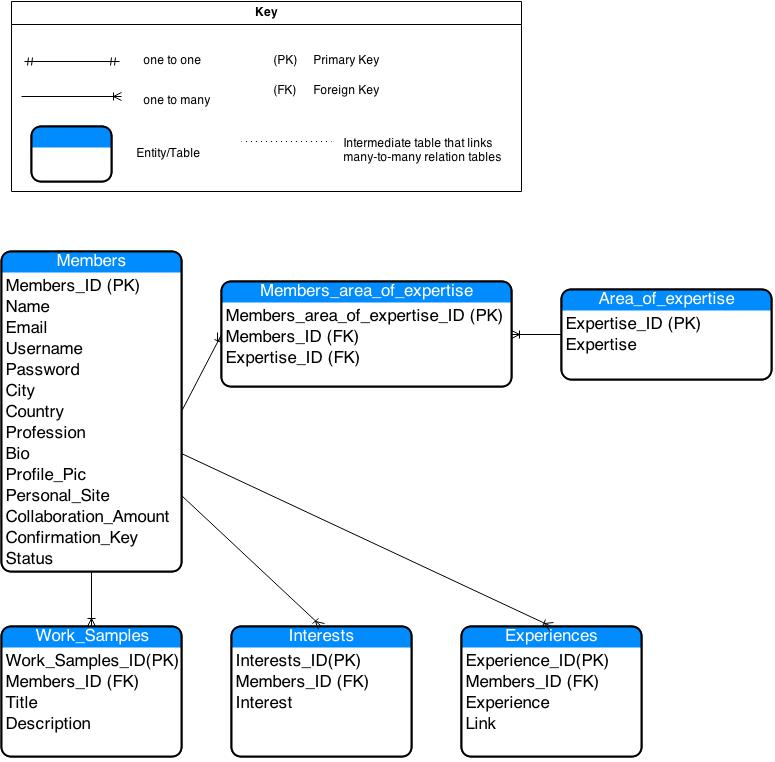 Key
one to one
(PK) Primary Key
one to many
(FK) Foreign Key
Entity/Table
Intermediate table that links
many-to-many relation tables
Members
Members_ID (PK)
Name
Email
Username
Password
City
Country
Profession
Bio
Profile_Pic
Personal_Site
Collaboration_Amount
Confirmation_Key
Status
Members_area_of_expertise
Members_area_of_expertise_ID (PK)
Members_ID (FK)
Expertise_ID (FK)
Area_of_expertise
Expertise_ID (PK)
Expertise
Work_Samples
Work_Samples_ID(PK)
Members_ID (FK)
Title
Description
Interests
Interests_ID(PK)
Members_ID (FK)
Interest
Experiences
Experience_ID(PK)
Members_ID (FK)
Experience
Link